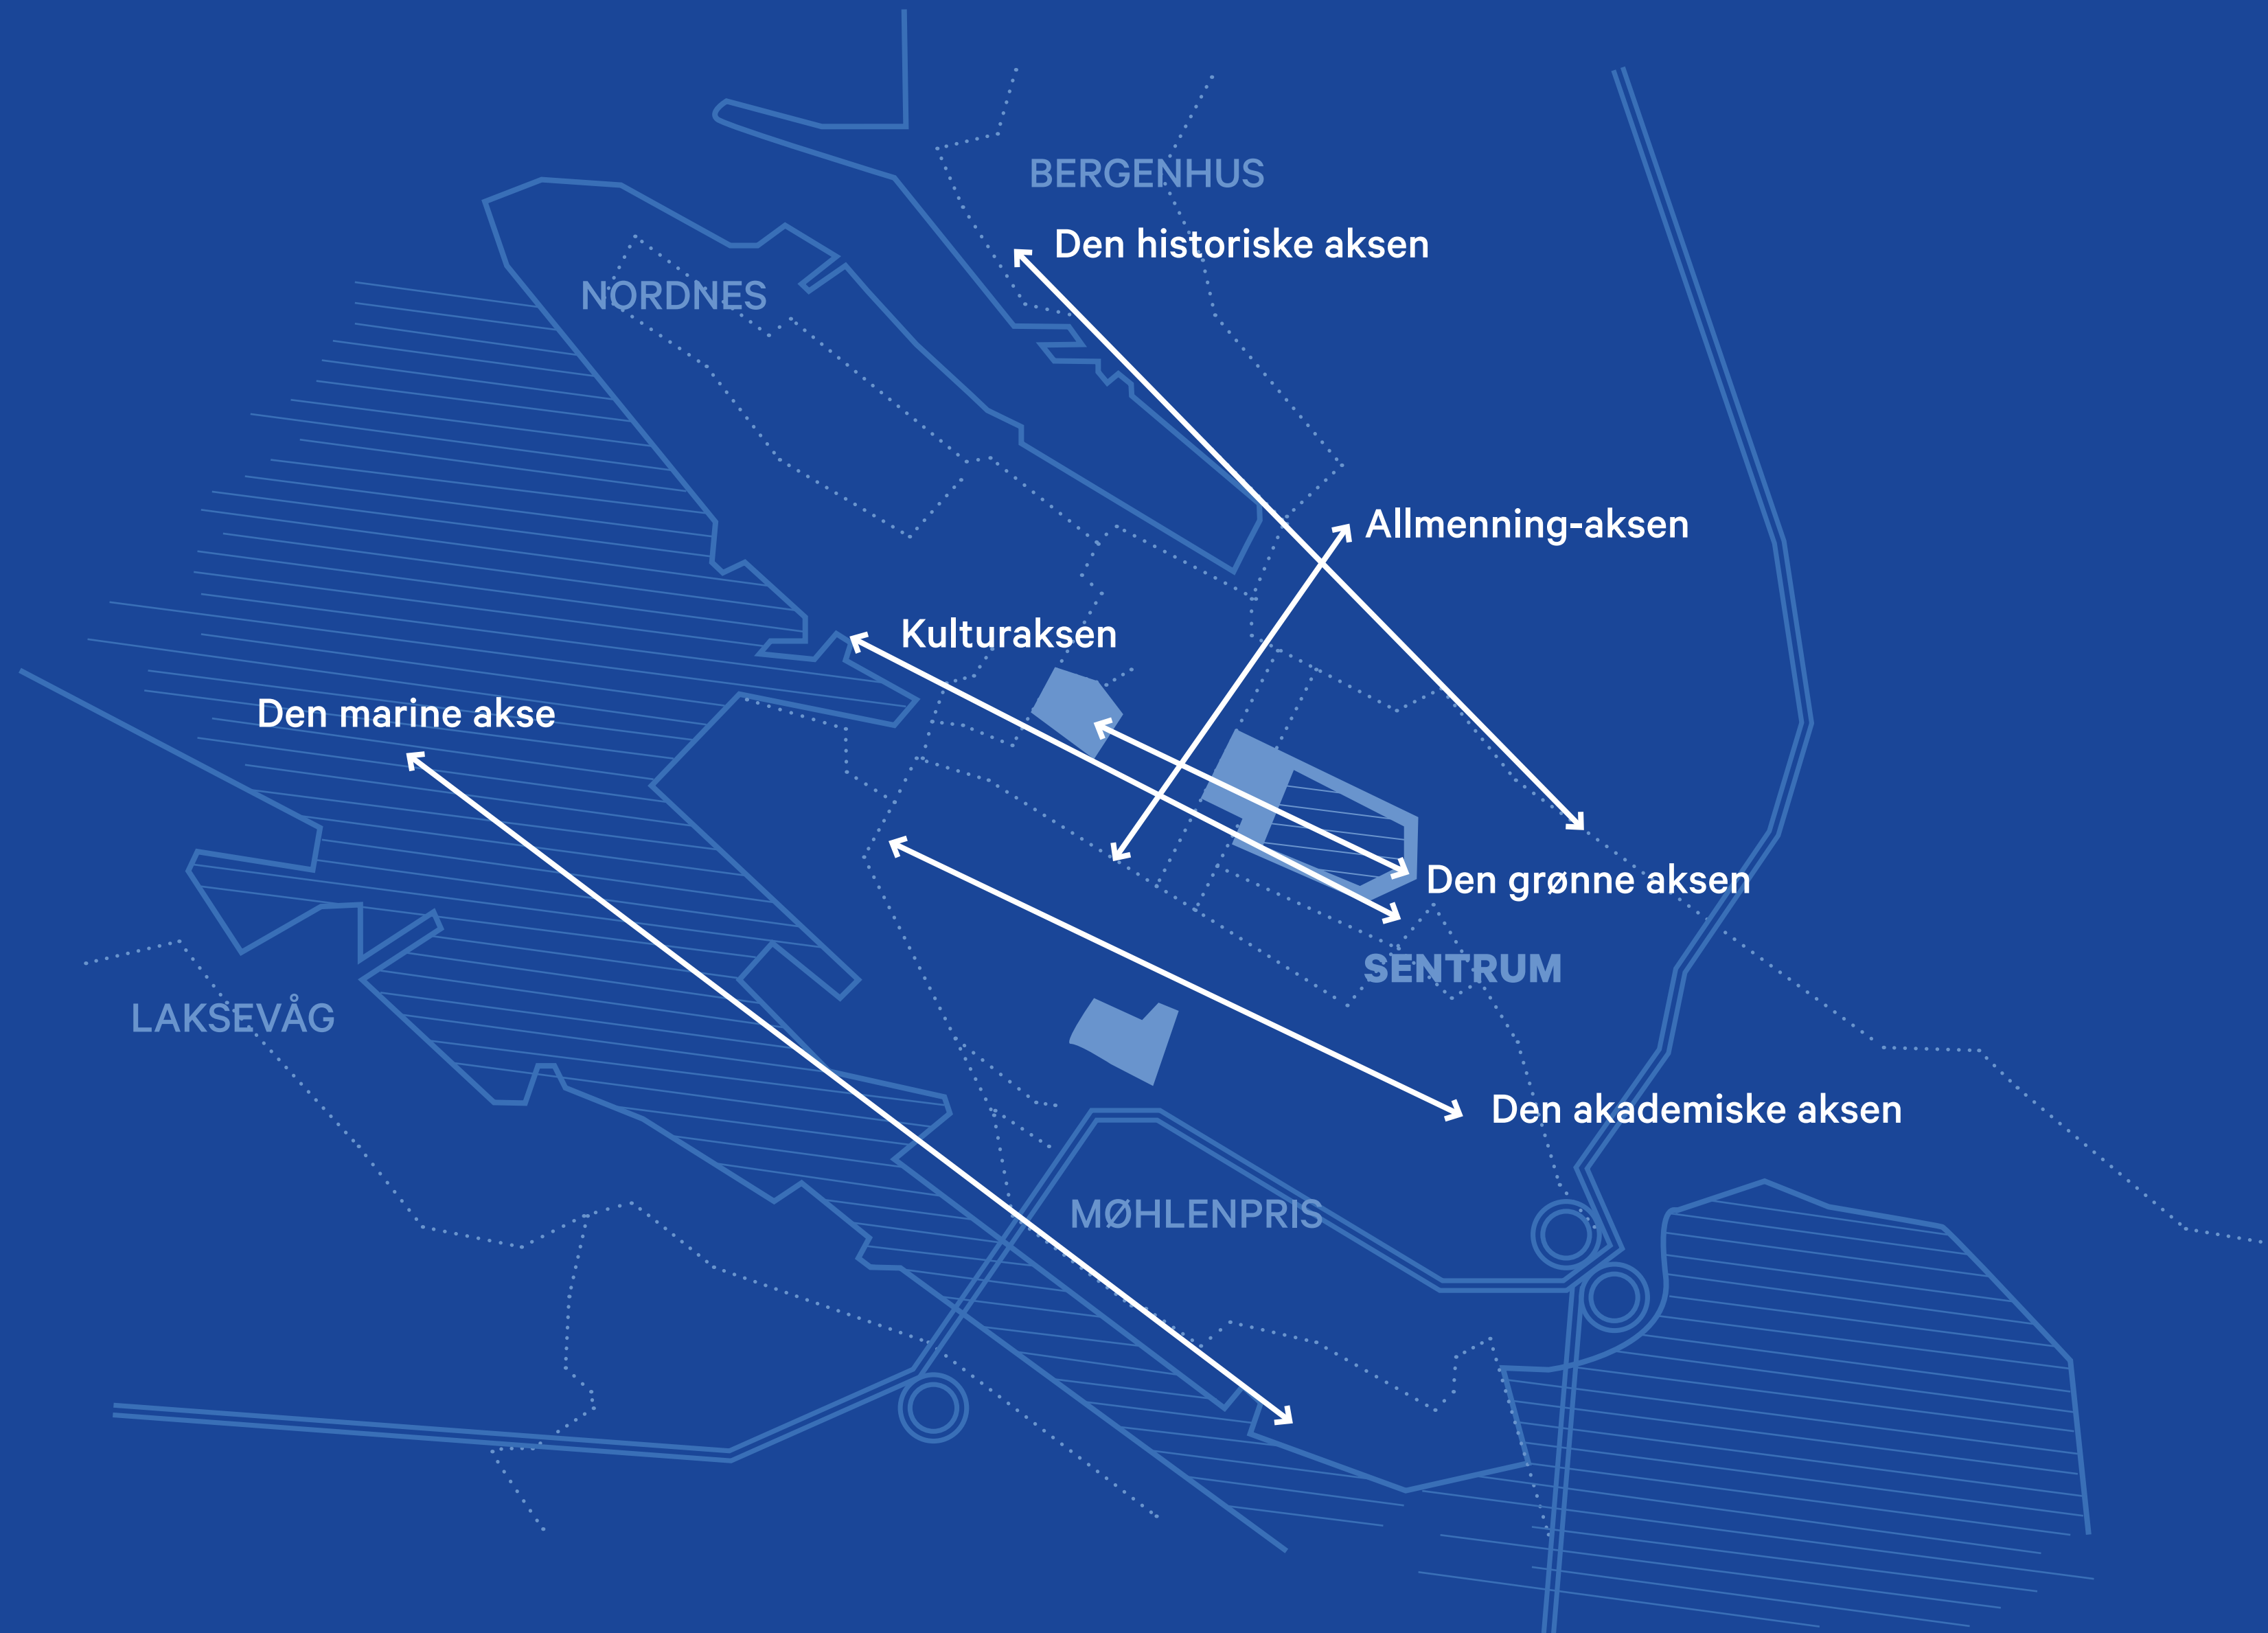 BERGENHUS
Den historiske aksen
NORDNES
Allmenning-aksen
Kulturaksen
Den marine akse
Den grønne aksen
SENTRUM
LAKSEVÅG
Den akademiske aksen
MØHLENPRIS